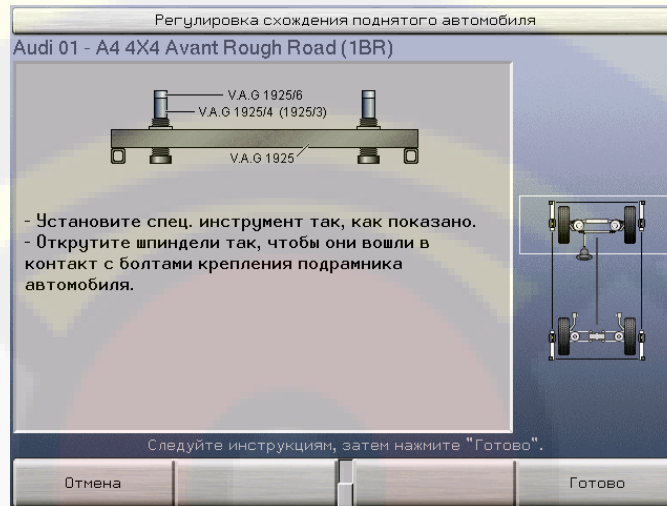 Регулировка схождения поднятого автомобиля
Audi 01 - A4 4X4 Avant Rough Road (1BR)
V.A.G 1925/6
V.A.G 1925/4 (1925/3)
V.A.G 1925
- Установите спец. инструмент так, как показано.
- Открутите шпиндели так, чтобы они вошли в
контакт с болтами крепления подрамника
автомобиля.
Следуйте инструкциям, затем нажмите "Готово".
Отмена
Готово